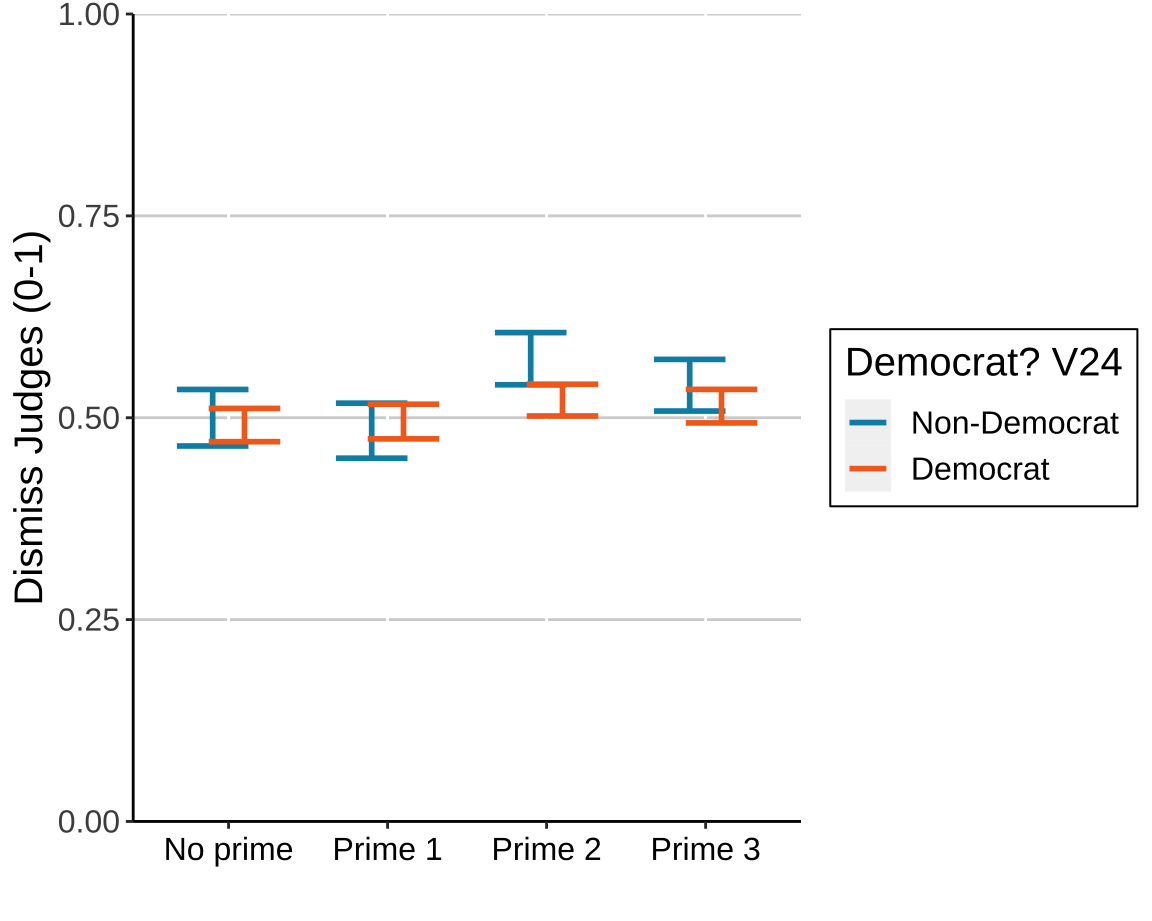 1.00
0.75
0.50
0.25
0.00
Dismiss Judges (0-1)
No prime
Prime 1
Prime 2
Prime 3
Democrat? V24
Non-Democrat
Democrat